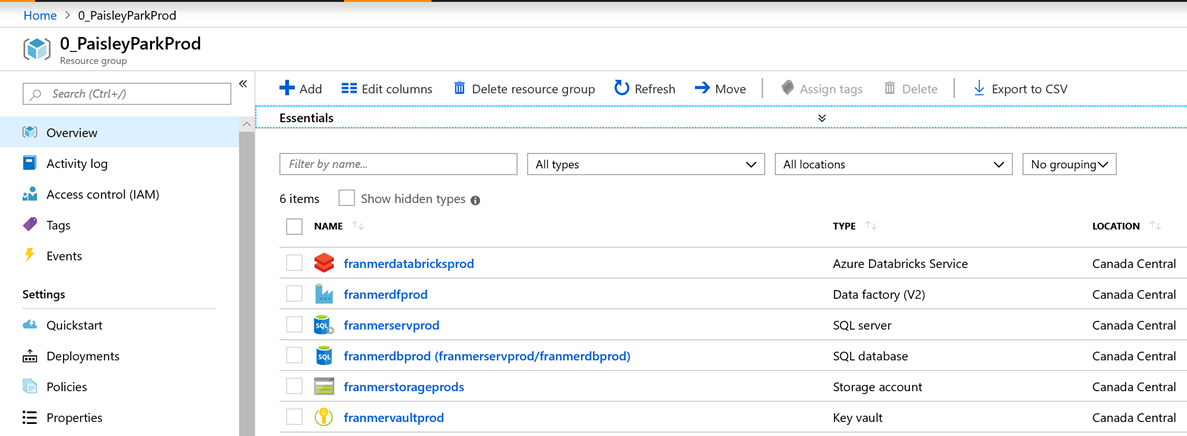 Home > 0_PaisleyParkProd
0_PaisleyParkProd
Resource group
Search (Ctrl+/)
«
Overview
Activity log
Access control (IAM)
Tags
Events
Settings
Quickstart
Deployments
Policies
Properties
Add Edit columns Delete resource group Refresh Move Assign tags Delete Export to CSV
Essentials
Filter by name... All types All locations No grouping
6 items Show hidden types
NAME TYPE LOCATION
franmerdatabricksprod Azure Databricks Service Canada Central
franmerdfprod Data factory (V2) Canada Central
SQL franmerservprod SQL server Canada Central
SQL franmerdbprod (franmerservprod/franmerdbprod) SQL database Canada Central
franmerstorageprods Storage account Canada Central
franmervaultprod Key vault Canada Central